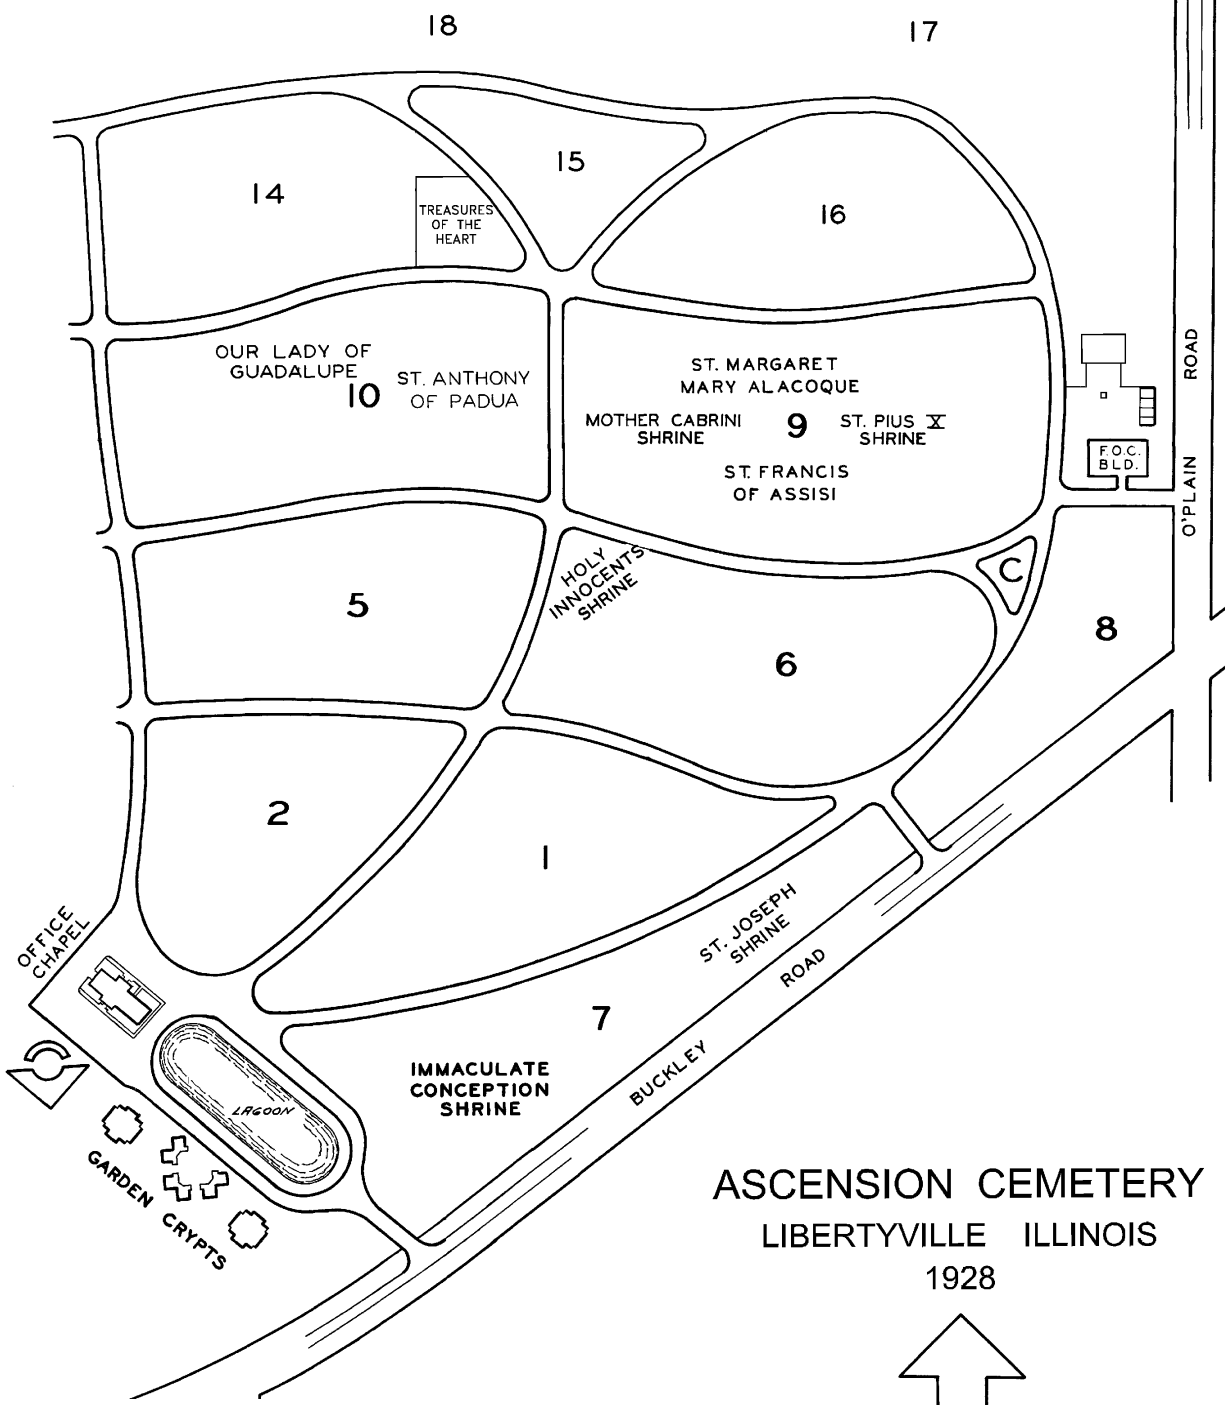 18
17
15
14
16
TREASURES
OF THE
HEART
OUR LADY OF
GUADALUPE
10
ST. ANTHONY
OF PADUA
ST. MARGARET
MARY ALACOQUE
MOTHER CABRINI
SHRINE
9
ST. PIUS X
SHRINE
ST. FRANCIS
OF ASSISI
F.O.C.
BLD.
O'PLAIN ROAD
HOLY
INNOCENTS
SHRINE
C
5
6
8
2
1
OFFICE
CHAPEL
ST. JOSEPH
SHRINE
7
BUCKLEY ROAD
IMMACULATE
CONCEPTION
SHRINE
LAGOON
GARDEN CRYPTS
ASCENSION CEMETERY
LIBERTYVILLE ILLINOIS
1928